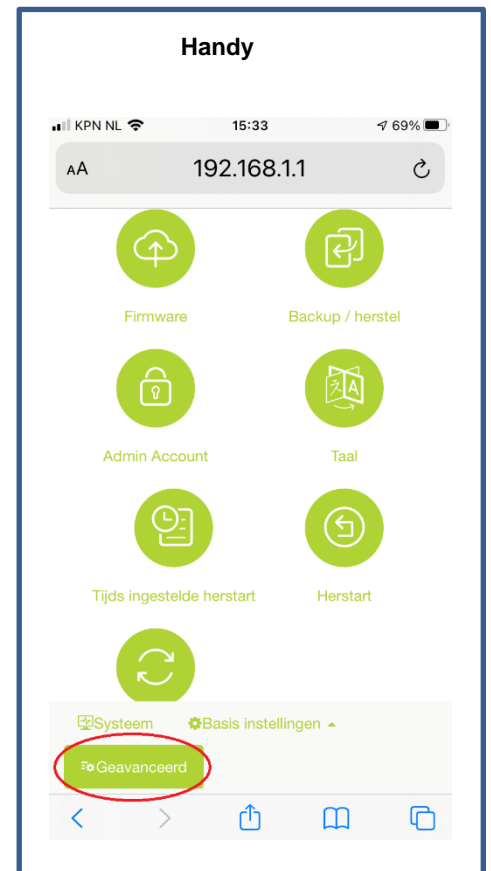 Handy
KPN NL 15:33 69%
AA 192.168.1.1
Firmware Backup / herstel
Admin Account Taal
Tijds ingestelde herstart Herstart
Systeem Basis instellingen
Geavanceerd